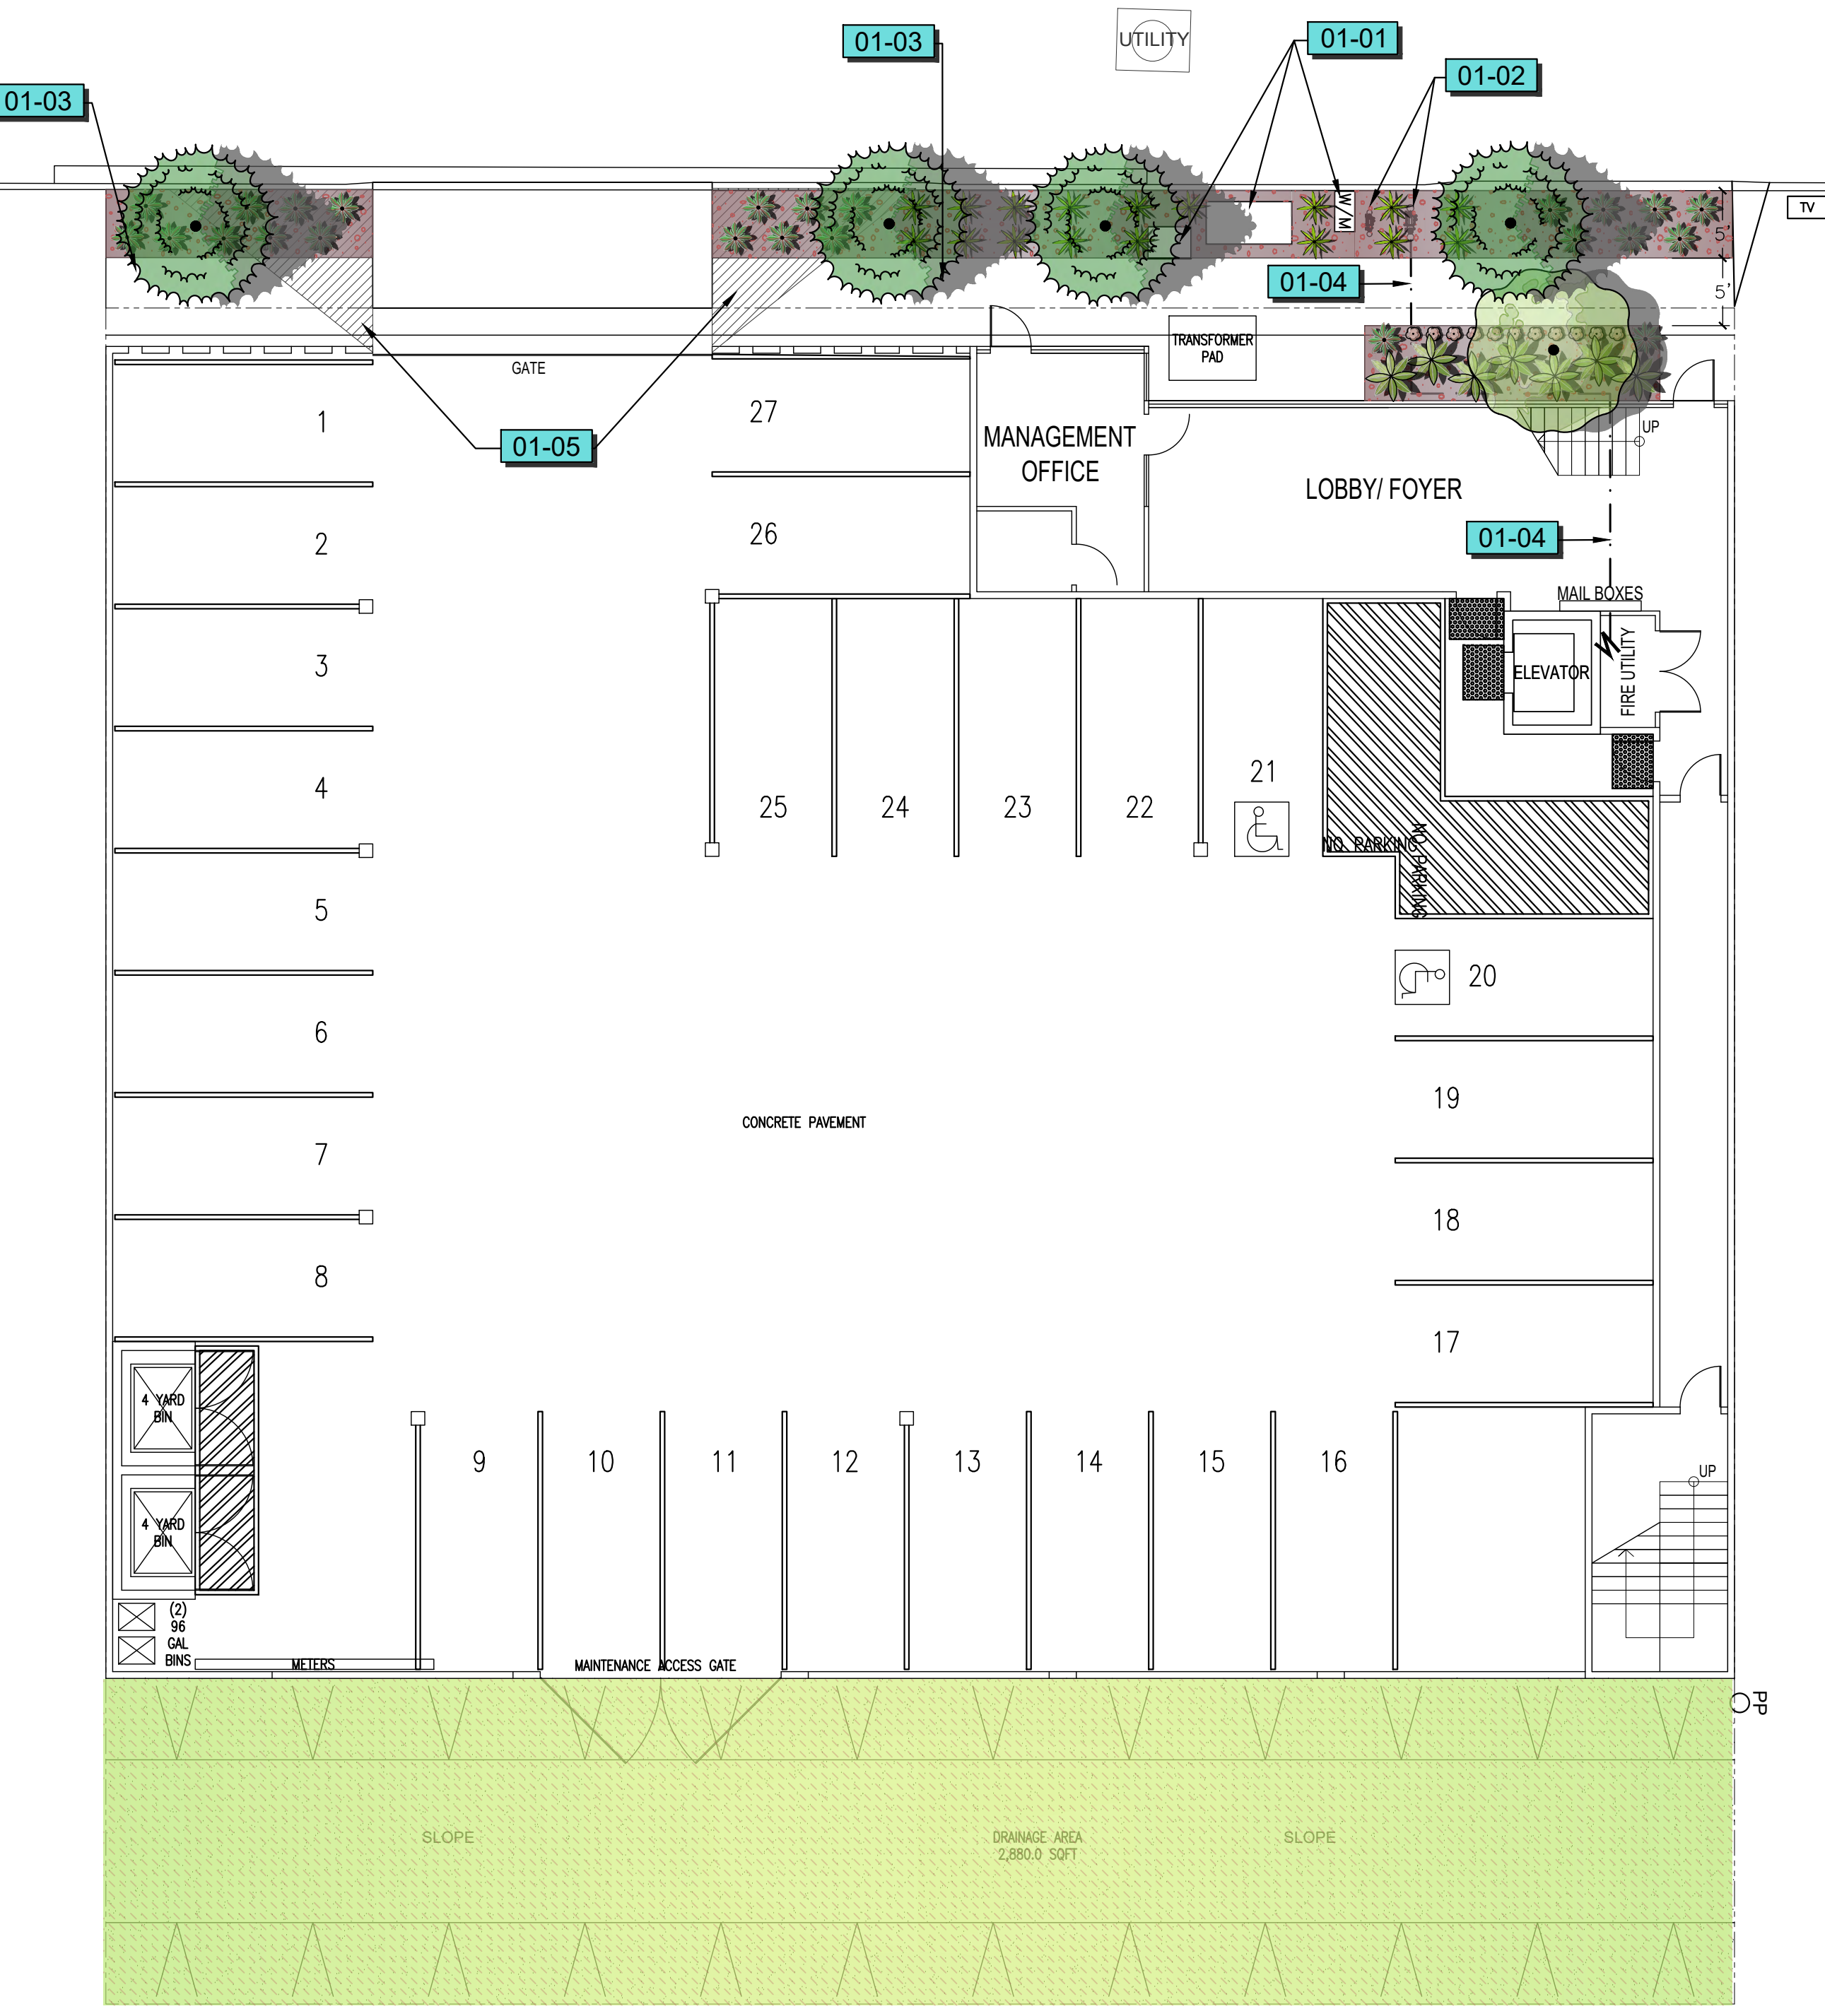 UTILITY
01-03
01-01
01-02
01-03
W/M
TV
5'
5'
01-04
TRANSFORMER
PAD
GATE
01-05
1
27
MANAGEMENT
OFFICE
UP
LOBBY/ FOYER
2
26
01-04
MAIL BOXES
3
ELEVATOR
FIRE UTILITY
4
25
24
23
22
21
NO PARKING
NO PARKING
5
20
6
19
CONCRETE PAVEMENT
7
18
8
17
4 YARD
BIN
9
10
11
12
13
14
15
16
UP
4 YARD
BIN
(2)
96
GAL
BINS
METERS
MAINTENANCE ACCESS GATE
PP
SLOPE
DRAINAGE AREA
2,880.0 SQFT
SLOPE